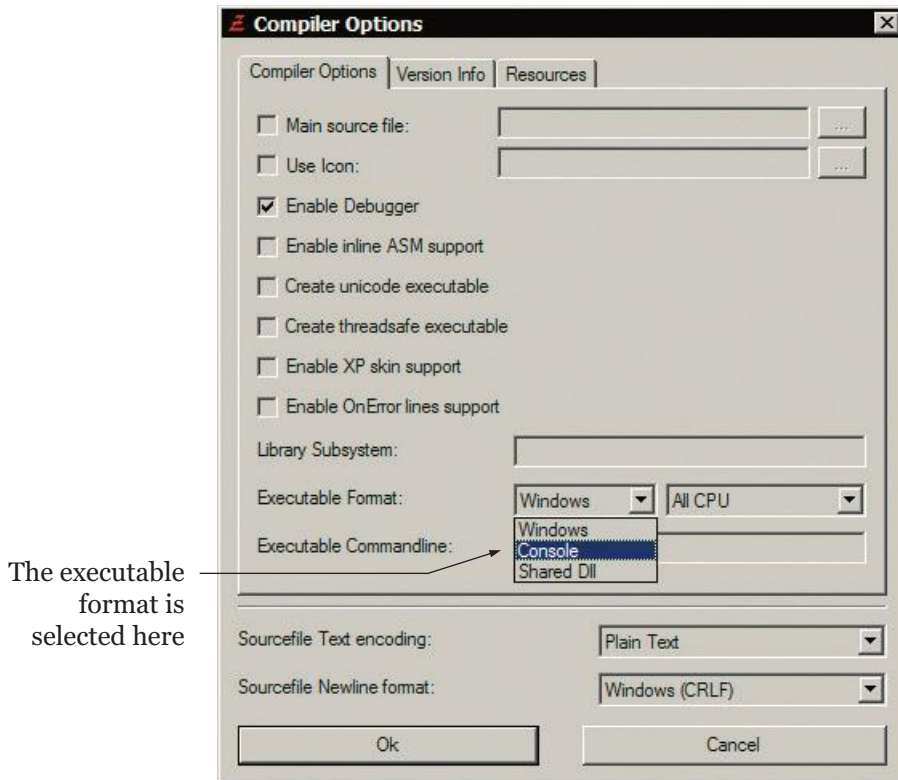 Compiler Options
Compiler Options Version Info Resources
Main source file: ...
Use Icon: ...
Enable Debugger
Enable inline ASM support
Create unicode executable
Create threadsafe executable
Enable XP skin support
Enable OnError lines support
Library Subsystem:
Executable Format: Windows All CPU
Windows
Executable Commandline: Console
Shared Dll
The executable
format is
selected here
Sourcefile Text encoding: Plain Text
Sourcefile Newline format: Windows (CRLF)
Ok Cancel